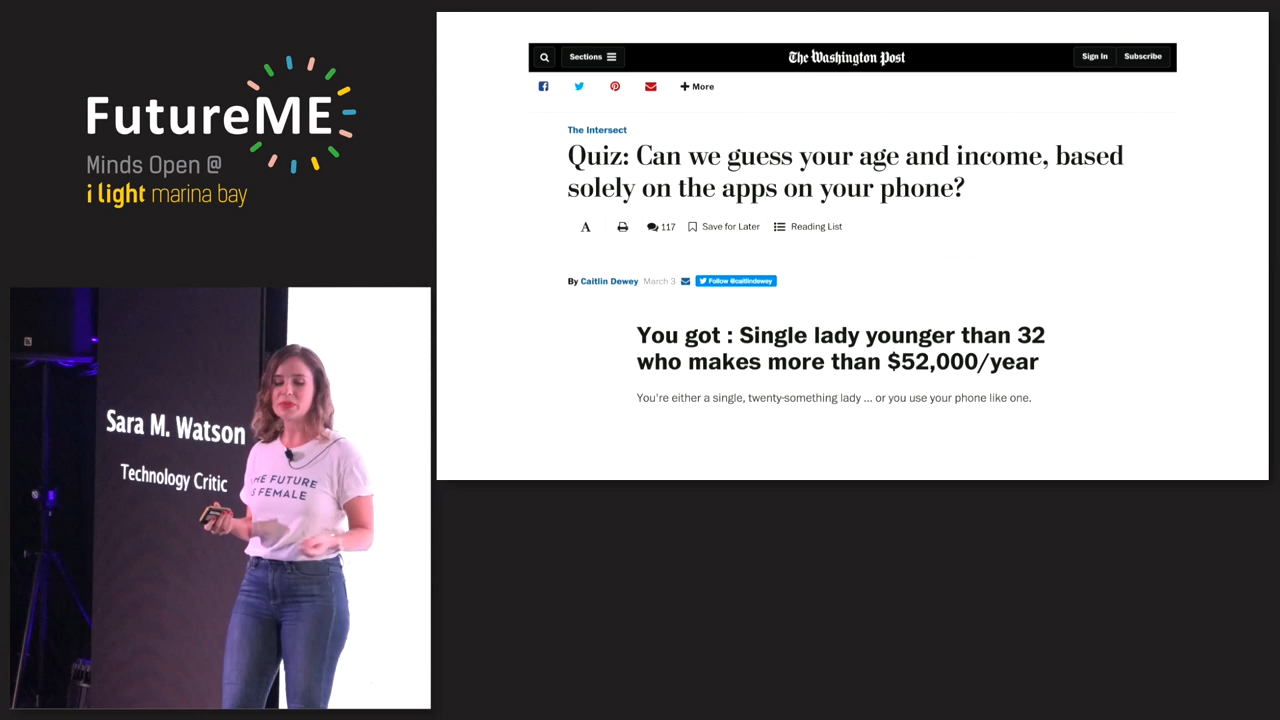 FutureME
Minds Open @
i light marina bay
Sections
The Washington Post
Sign In
Subscribe
More
The Intersect
Quiz: Can we guess your age and income, based
solely on the apps on your phone?
A
117
Save for Later
Reading List
By Caitlin Dewey March 3
Follow @caitlindewey
You got : Single lady younger than 32
who makes more than $52,000/year
You're either a single, twenty-something lady ... or you use your phone like one.
Sara M. Watson
Technology Critic
HE FUTURE
S FEMALE